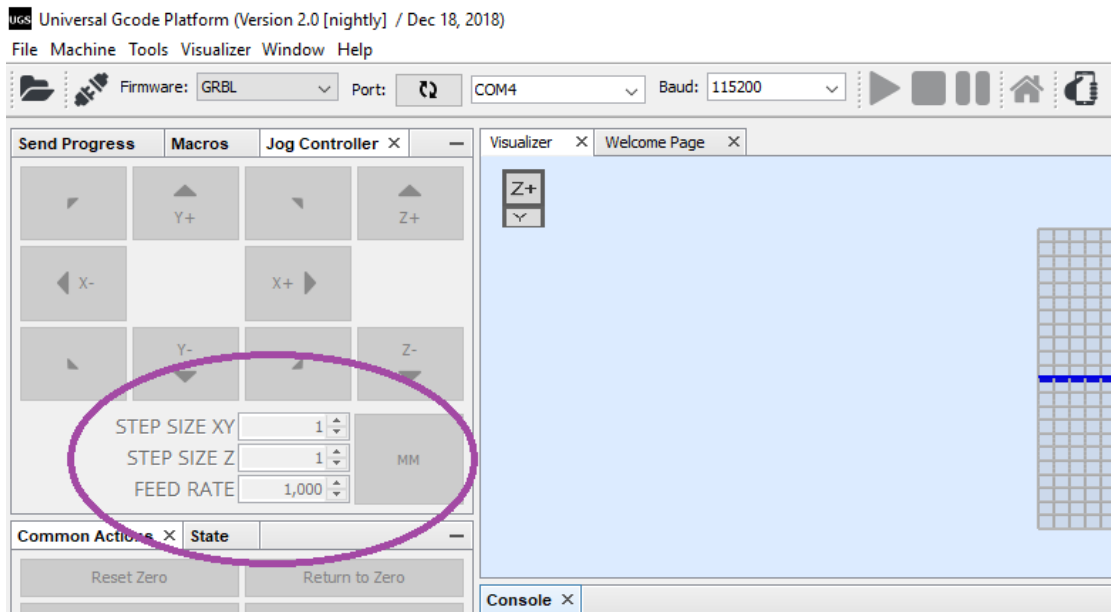 UGS Universal Gcode Platform (Version 2.0 [nightly] / Dec 18, 2018)
File Machine Tools Visualizer Window Help
Firmware: GRBL Port: COM4 Baud: 115200
Send Progress Macros Jog Controller
Visualizer Welcome Page
Y+ Z+
Z+
Y
X- X+
Y- Z-
STEP SIZE XY 1
STEP SIZE Z 1
MM
FEED RATE 1,000
Common Actions State
Reset Zero Return to Zero
Console